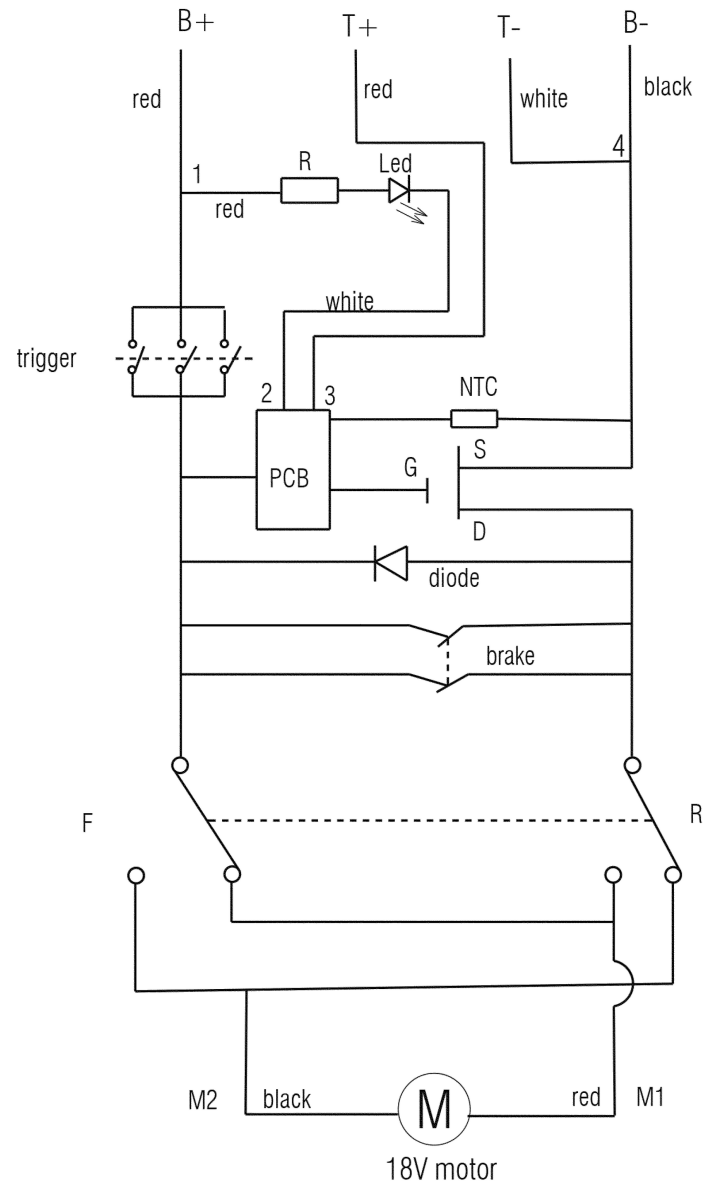 B+
T+
T-
B-
red
red
white
black
1
R
Led
4
red
white
trigger
2
3
NTC
PCB
G
S
D
diode
brake
F
R
M2
black
M
red
M1
18V motor